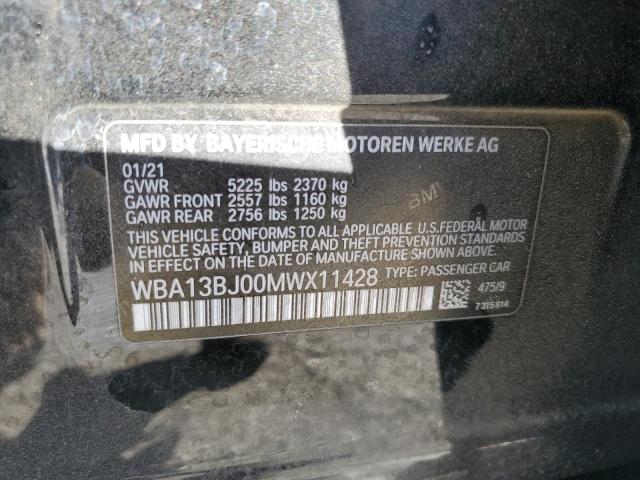 MFD BY BAYERISCHE MOTOREN WERKE AG
01/21
GVWR 5225 lbs 2370 kg
GAWR FRONT 2557 lbs 1160 kg
GAWR REAR 2756 lbs 1250 kg
THIS VEHICLE CONFORMS TO ALL APPLICABLE U.S.FEDERAL MOTOR
VEHICLE SAFETY, BUMPER AND THEFT PREVENTION STANDARDS
IN EFFECT ON THE DATE OF MANUFACTURE SHOWN ABOVE.
WBA13BJ00MWX11428 TYPE: PASSENGER CAR
475/9
7315814